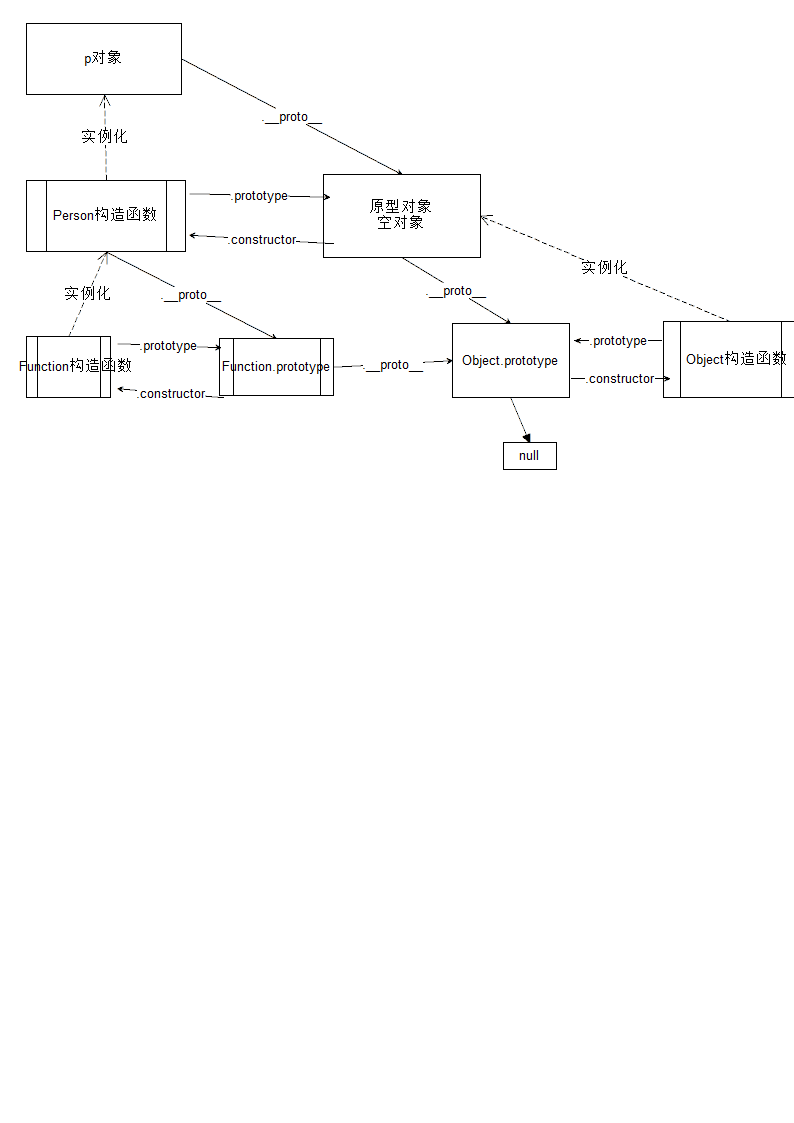 p对象
.__proto__
实例化
Person构造函数
.prototype
原型对象
空对象
.constructor
实例化
实例化
.__proto__
.__proto__
Function构造函数
.prototype
Function.prototype
.__proto__
Object.prototype
.prototype
Object构造函数
.constructor
.constructor
null